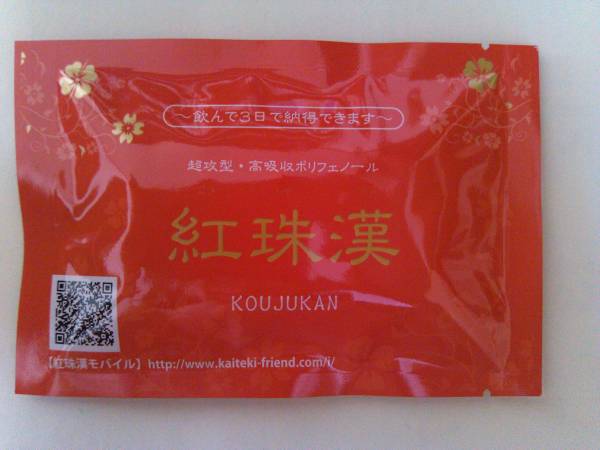 ～飲んで3日で納得できます～
超攻型・高吸収ポリフェノール
紅珠漢
KOUJUKAN
【紅珠漢モバイル】http://www.kaiteki-friend.com/i/